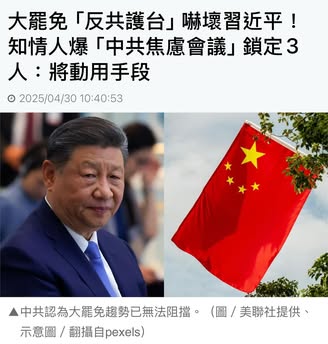 大罷免「反共護台」嚇壞習近平！
知情人爆「中共焦慮會議」鎖定３
人：將動用手段
2025/04/30 10:40:53
▲中共認為大罷免趨勢已無法阻擋。（圖／美聯社提供、
示意圖／翻攝自pexels）